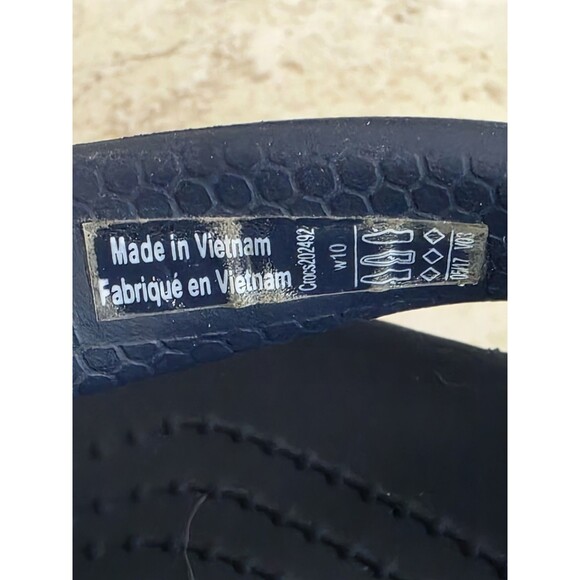 Made in Vietnam
Fabriqué en Vietnam
Crocs202492
w10